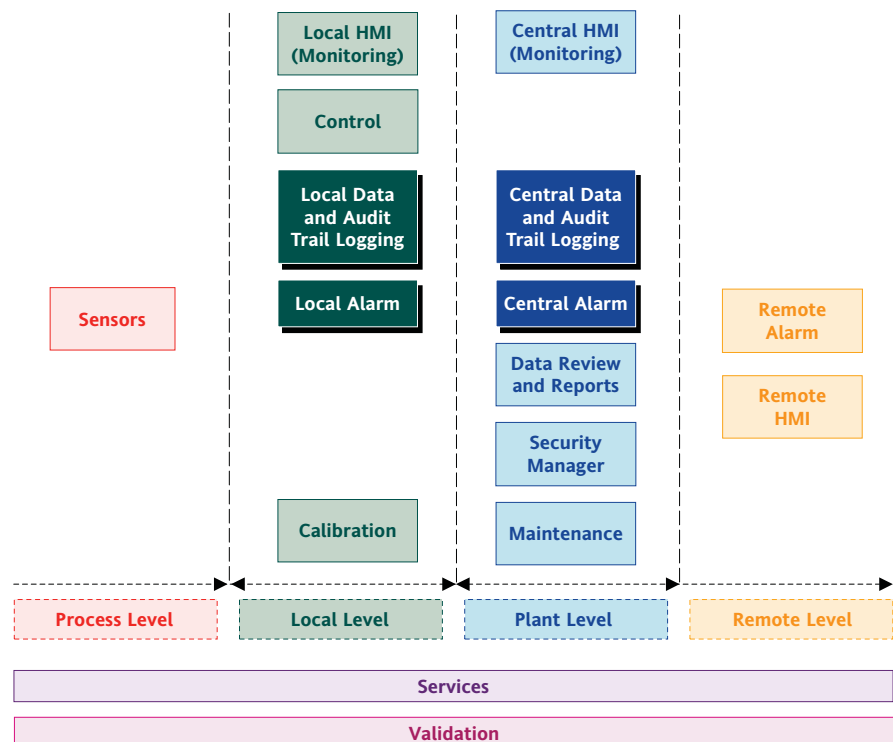 Local HMI
(Monitoring)
Central HMI
(Monitoring)
Control
Local Data
and Audit
Trail Logging
Central Data
and Audit
Trail Logging
Sensors
Local Alarm
Central Alarm
Remote
Alarm
Data Review
and Reports
Remote
HMI
Security
Manager
Calibration
Maintenance
Process Level
Local Level
Plant Level
Remote Level
Services
Validation